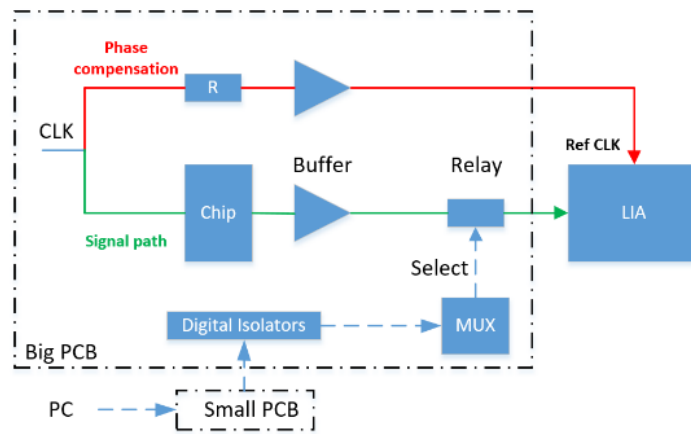 Phase
compensation
R
CLK
Ref CLK
Buffer
Relay
Chip
LIA
Signal path
Select
Digital Isolators
MUX
Big PCB
PC
Small PCB